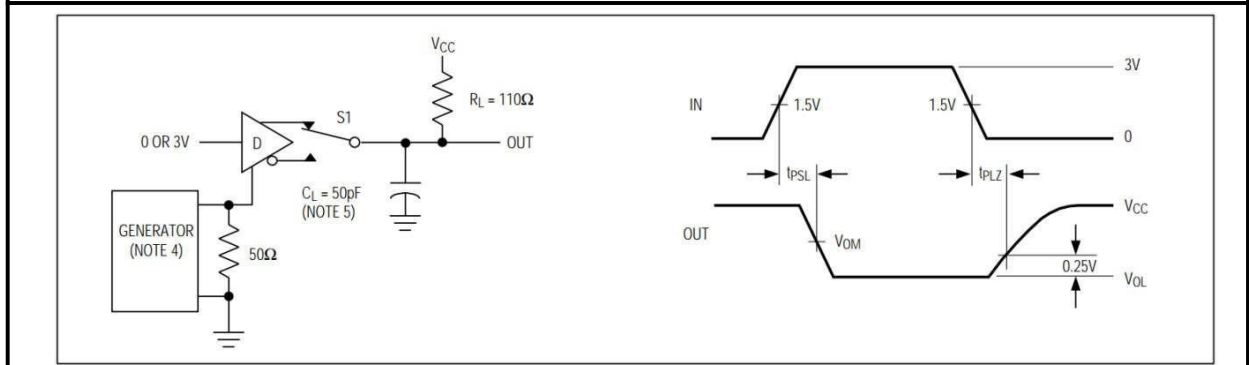 VCC
RL = 110Ω
S1
0 OR 3V
D
OUT
CL = 50pF
(NOTE 5)
GENERATOR
(NOTE 4)
50Ω
3V
IN
1.5V
1.5V
0
tPSL
tPLZ
VCC
OUT
VOM
0.25V
VOL